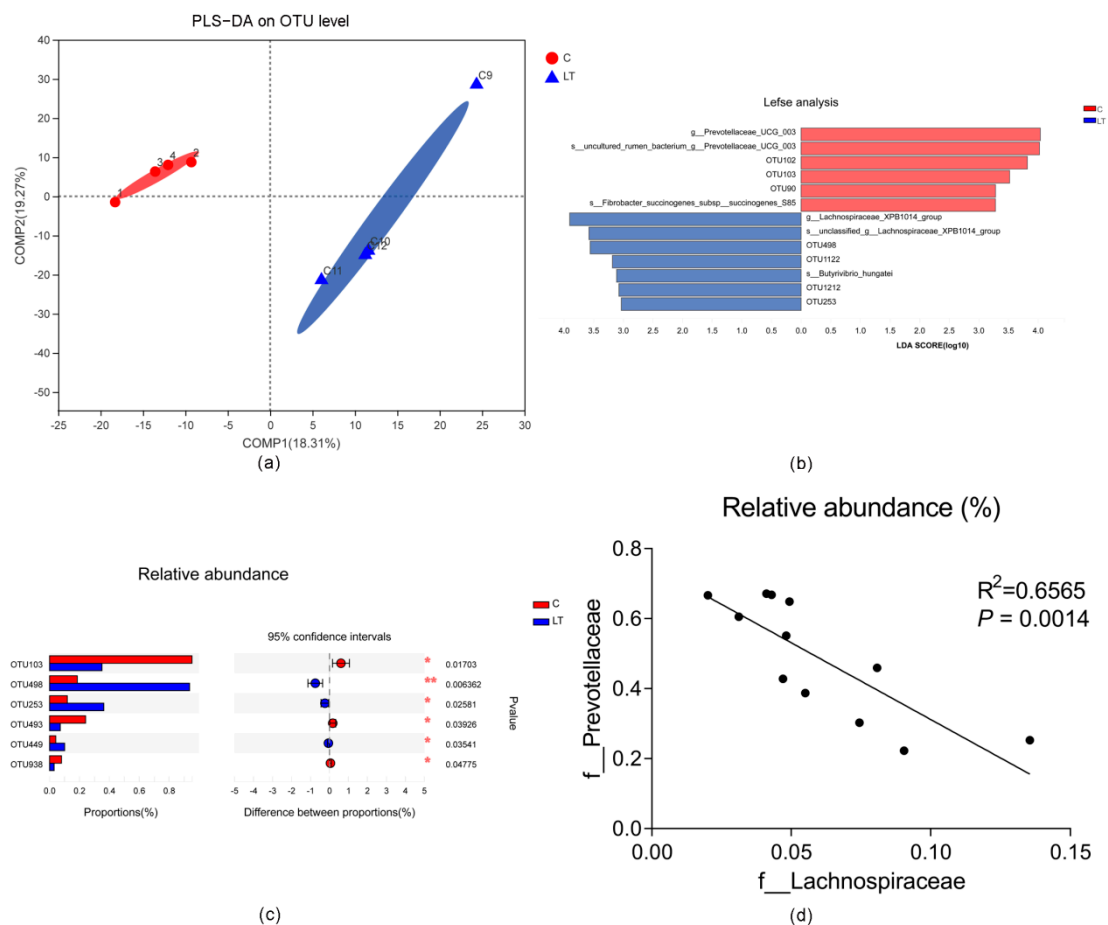 PLS-DA on OTU level
40
30
20
10
0
-10
-20
-30
-40
-50
COMP2(19.27%)
-25
-20
-15
-10
-5
0
5
10
15
20
25
30
COMP1(18.31%)
1
3
4
2
C9
C10
C11
C
LT
(a)
Lefse analysis
C
LT
g__Prevotellaceae_UCG_003
s__uncultured_rumen_bacterium_g__Prevotellaceae_UCG_003
OTU102
OTU103
OTU90
s__Fibrobacter_succinogenes_subsp__succinogenes_S85
g__Lachnospiraceae_XPB1014_group
s__unclassified_g__Lachnospiraceae_XPB1014_group
OTU498
OTU1122
s__Butyrivibrio_hungatei
OTU1212
OTU253
4.0 3.5 3.0 2.5 2.0 1.5 1.0 0.5 0.0 0.5 1.0 1.5 2.0 2.5 3.0 3.5 4.0
LDA SCORE(log10)
(b)
Relative abundance
C
LT
95% confidence intervals
OTU103 * 0.01703
OTU498 ** 0.006362
OTU253 * 0.02581
OTU493 * 0.03926
OTU449 * 0.03541
OTU938 * 0.04775
Pvalue
0.0 0.2 0.4 0.6 0.8
-5 -4 -3 -2 -1 0 1 2 3 4 5
Proportions(%)
Difference between proportions(%)
(c)
Relative abundance (%)
R2=0.6565
P = 0.0014
0.8
0.6
0.4
0.2
0.0
f__Prevotellaceae
0.00 0.05 0.10 0.15
f__Lachnospiraceae
(d)